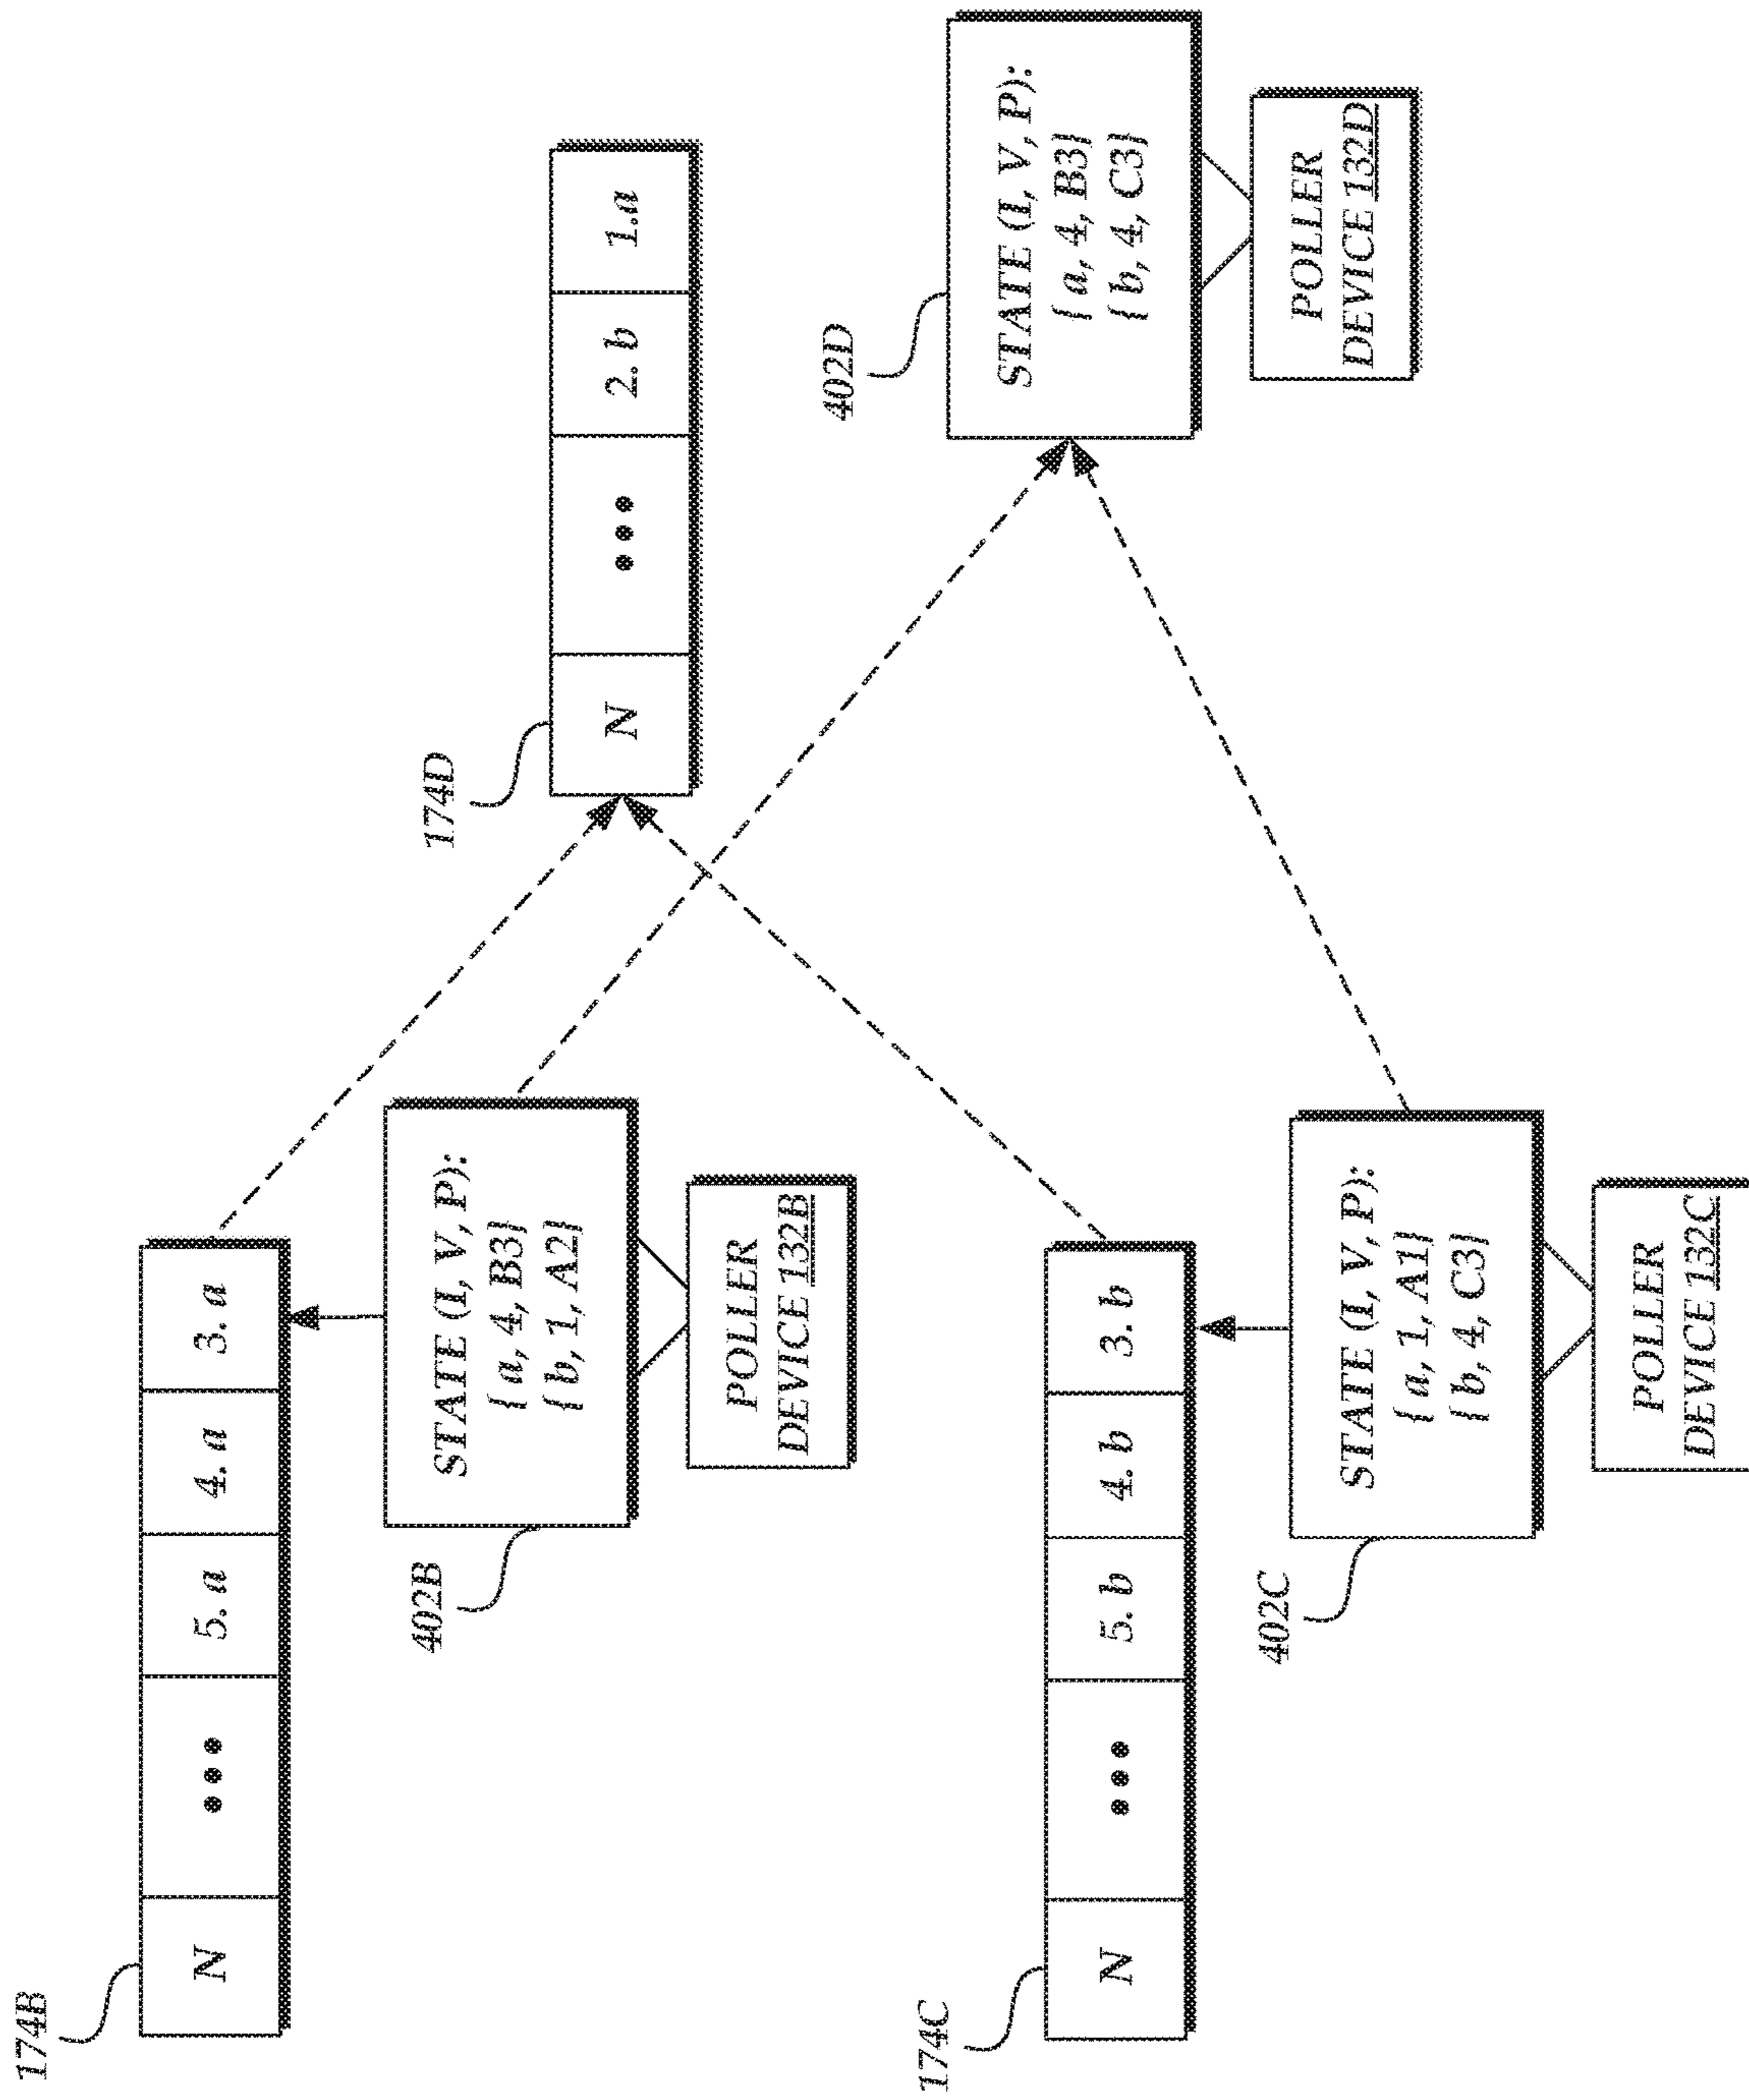 174B
N
•••
5. a
4. a
3. a
402B
STATE (I, V, P):
{ a, 4, B3}
{ b, 1, A2}
POLLER
DEVICE 132B
174D
N
•••
2. b
1.a
402D
STATE (I, V, P):
{ a, 4, B3}
{ b, 4, C3}
POLLER
DEVICE 132D
174C
N
•••
5. b
4. b
3. b
402C
STATE (I, V, P):
{ a, 1, A1}
{ b, 4, C3}
POLLER
DEVICE 132C